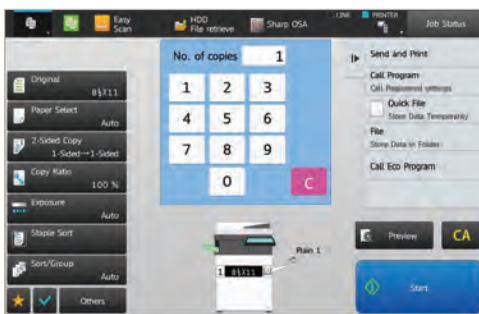 Easy
Scan
HDD
File retrieve
Sharp OSA
LINE
PRINTER
Job Status
No. of copies
1
1 2 3
4 5 6
7 8 9
0 C
Original
8½X11
Paper Select
Auto
2-Sided Copy
1-Sided→1-Sided
Copy Ratio
100 %
Exposure
Auto
Staple Sort
Sort/Group
Auto
Others
Plain 1
1 8½X11
Send and Print
Call Program
Call Registered settings
Quick File
Store Data Temporarily
File
Store Data in Folder
Call Eco Program
Preview
CA
Start